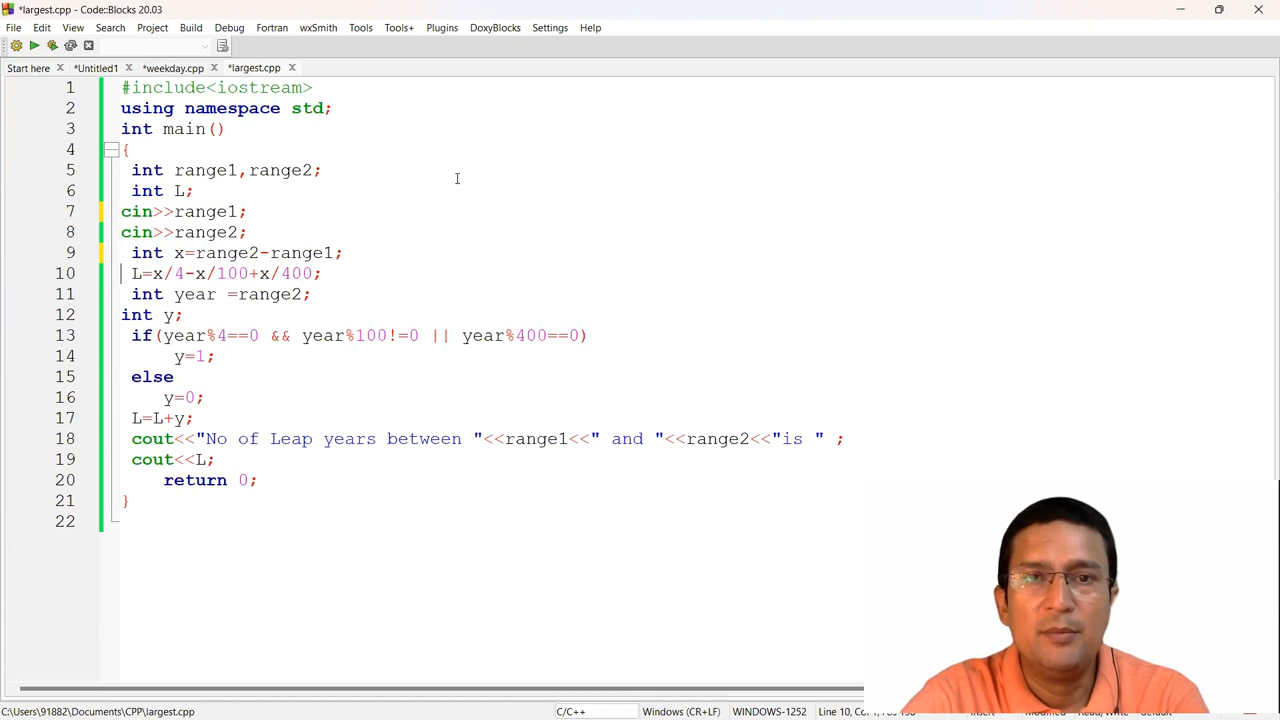 *largest.cpp - Code::Blocks 20.03
File Edit View Search Project Build Debug Fortran wxSmith Tools Tools+ Plugins DoxyBlocks Settings Help
Start here *Untitled1 *weekday.cpp *largest.cpp
1 #include<iostream>
2 using namespace std;
3 int main()
4 {
5 int range1,range2;
6 int L;
7 cin>>range1;
8 cin>>range2;
9 int x=range2-range1;
10 L=x/4-x/100+x/400;
11 int year =range2;
12 int y;
13 if(year%4==0 && year%100!=0 || year%400==0)
14 y=1;
15 else
16 y=0;
17 L=L+y;
18 cout<<"No of Leap years between "<<range1<<" and "<<range2<<"is " ;
19 cout<<L;
20 return 0;
21 }
22
C:\Users\91882\Documents\CPP\largest.cpp C/C++ Windows (CR+LF) WINDOWS-1252 Line 10,